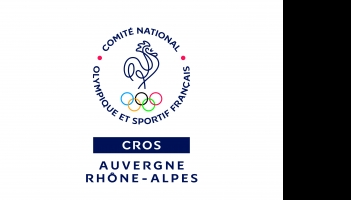 COMITÉ NATIONAL
OLYMPIQUE ET SPORTIF FRANÇAIS
CROS
AUVERGNE
RHÔNE-ALPES